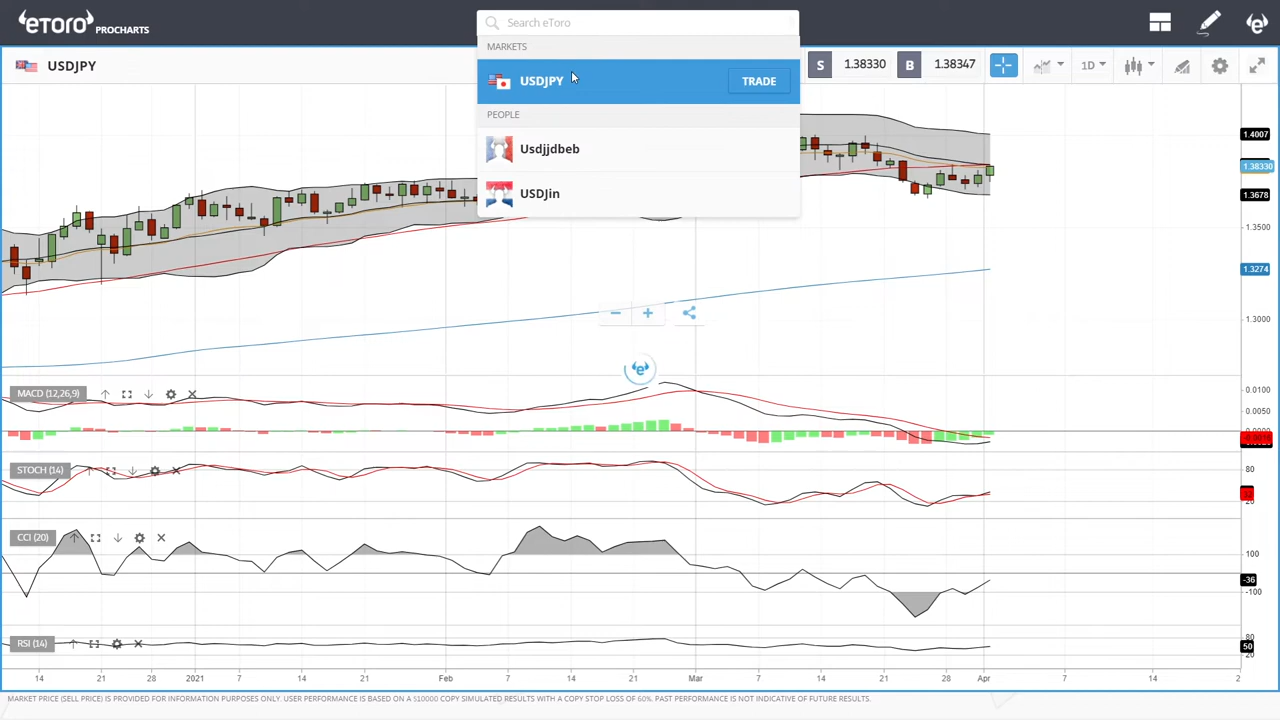 eToro PROCHARTS
Search eToro
MARKETS
USDJPY
TRADE
PEOPLE
Usdjjdbeb
USDJin
USDJPY
S 1.38330 B 1.38347
1D
1.4007
1.38330
1.3678
1.3500
1.3274
1.3000
MACD (12,26,9)
0.0100
0.0050
0.0000
STOCH (14)
80
CCI (20)
100
-36
-100
RSI (14)
80
50
20
14 21 28 2021 7 14 21 Feb 7 14 21 Mar 7 14 21 28 Apr 7 14 2
MARKET PRICE (SELL PRICE) IS PROVIDED FOR INFORMATION PURPOSES ONLY. USER PERFORMANCE IS BASED ON A $10000 COPY SIMULATED RESULTS WITH A COPY STOP LOSS OF 60%. PAST PERFORMANCE IS NOT INDICATIVE OF FUTURE RESULTS.